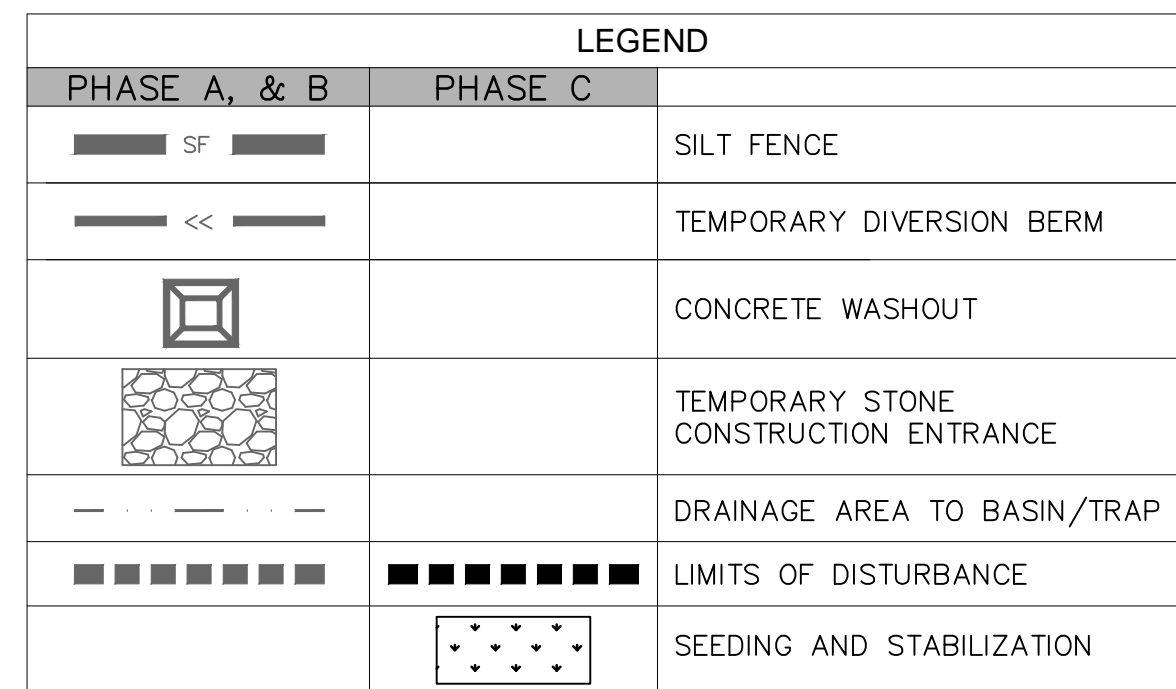 LEGEND
PHASE A, & B PHASE C
SF SILT FENCE
<< TEMPORARY DIVERSION BERM
CONCRETE WASHOUT
TEMPORARY STONE
CONSTRUCTION ENTRANCE
DRAINAGE AREA TO BASIN/TRAP
LIMITS OF DISTURBANCE
SEEDING AND STABILIZATION